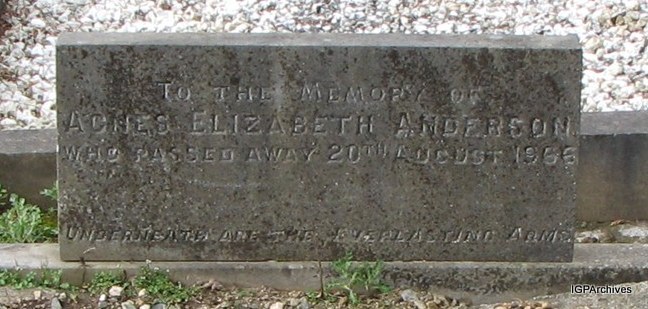 To the Memory of
Agnes Elizabeth Anderson
who passed away 20th August 1966
Underneath are the Everlasting Arms
IGPArchives